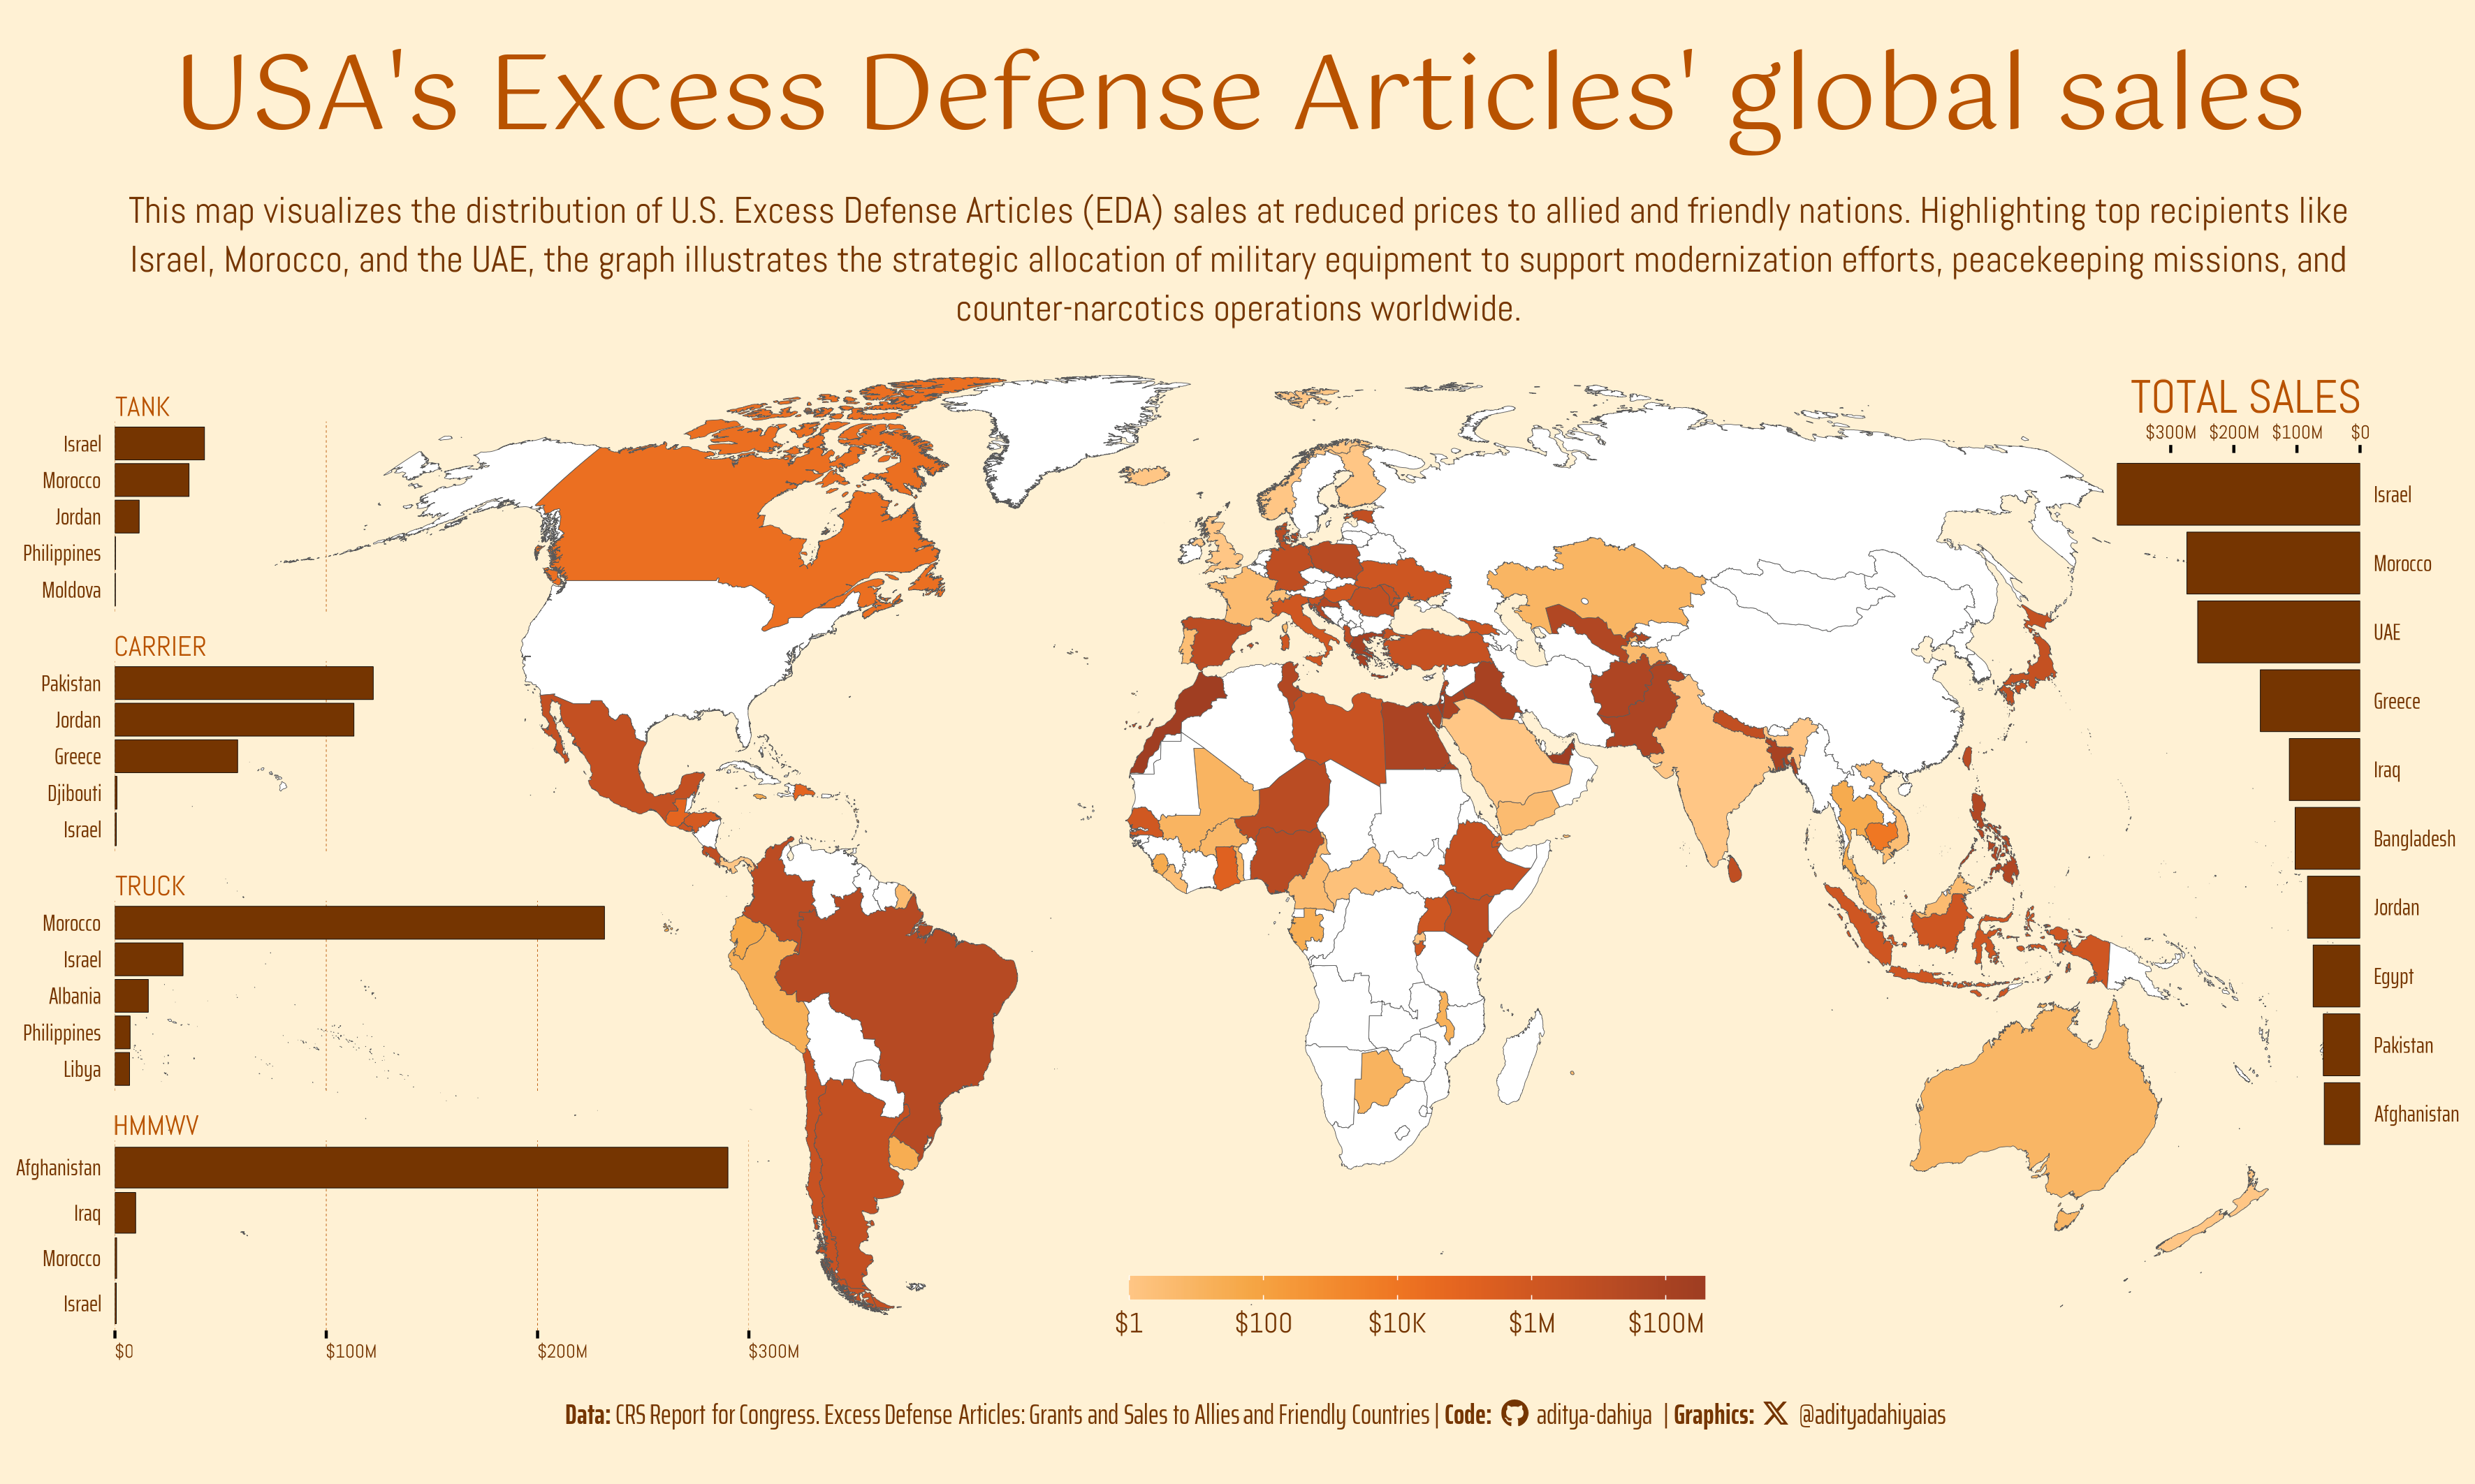 USA's Excess Defense Articles' global sales
This map visualizes the distribution of U.S. Excess Defense Articles (EDA) sales at reduced prices to allied and friendly nations. Highlighting top recipients like
Israel, Morocco, and the UAE, the graph illustrates the strategic allocation of military equipment to support modernization efforts, peacekeeping missions, and
counter-narcotics operations worldwide.
TANK
Israel
Morocco
Jordan
Philippines
Moldova
CARRIER
Pakistan
Jordan
Greece
Djibouti
Israel
TRUCK
Morocco
Israel
Albania
Philippines
Libya
HMMWV
Afghanistan
Iraq
Morocco
Israel
$0 $100M $200M $300M
TOTAL SALES
$300M $200M $100M $0
Israel
Morocco
UAE
Greece
Iraq
Bangladesh
Jordan
Egypt
Pakistan
Afghanistan
$1 $100 $10K $1M $100M
Data: CRS Report for Congress. Excess Defense Articles: Grants and Sales to Allies and Friendly Countries | Code: aditya-dahiya | Graphics: X @adityadahiyaias